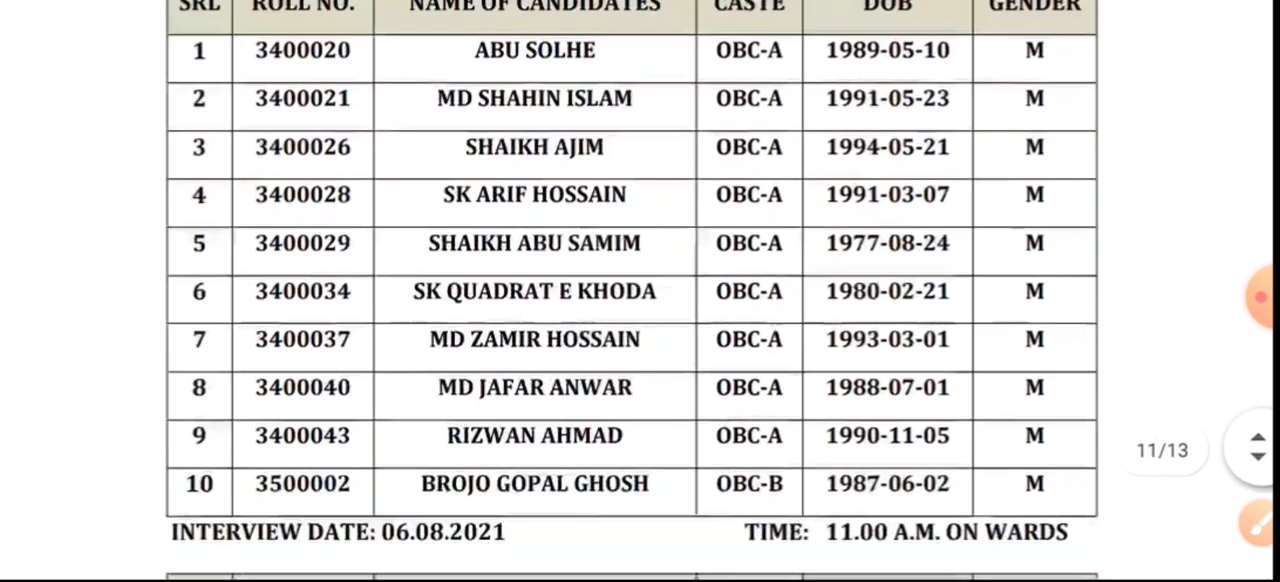 SRL ROLL NO. NAME OF CANDIDATES CASTE DOB GENDER
1 3400020 ABU SOLHE OBC-A 1989-05-10 M
2 3400021 MD SHAHIN ISLAM OBC-A 1991-05-23 M
3 3400026 SHAIKH AJIM OBC-A 1994-05-21 M
4 3400028 SK ARIF HOSSAIN OBC-A 1991-03-07 M
5 3400029 SHAIKH ABU SAMIM OBC-A 1977-08-24 M
6 3400034 SK QUADRAT E KHODA OBC-A 1980-02-21 M
7 3400037 MD ZAMIR HOSSAIN OBC-A 1993-03-01 M
8 3400040 MD JAFAR ANWAR OBC-A 1988-07-01 M
9 3400043 RIZWAN AHMAD OBC-A 1990-11-05 M
11/13
10 3500002 BROJO GOPAL GHOSH OBC-B 1987-06-02 M
INTERVIEW DATE: 06.08.2021 TIME: 11.00 A.M. ON WARDS